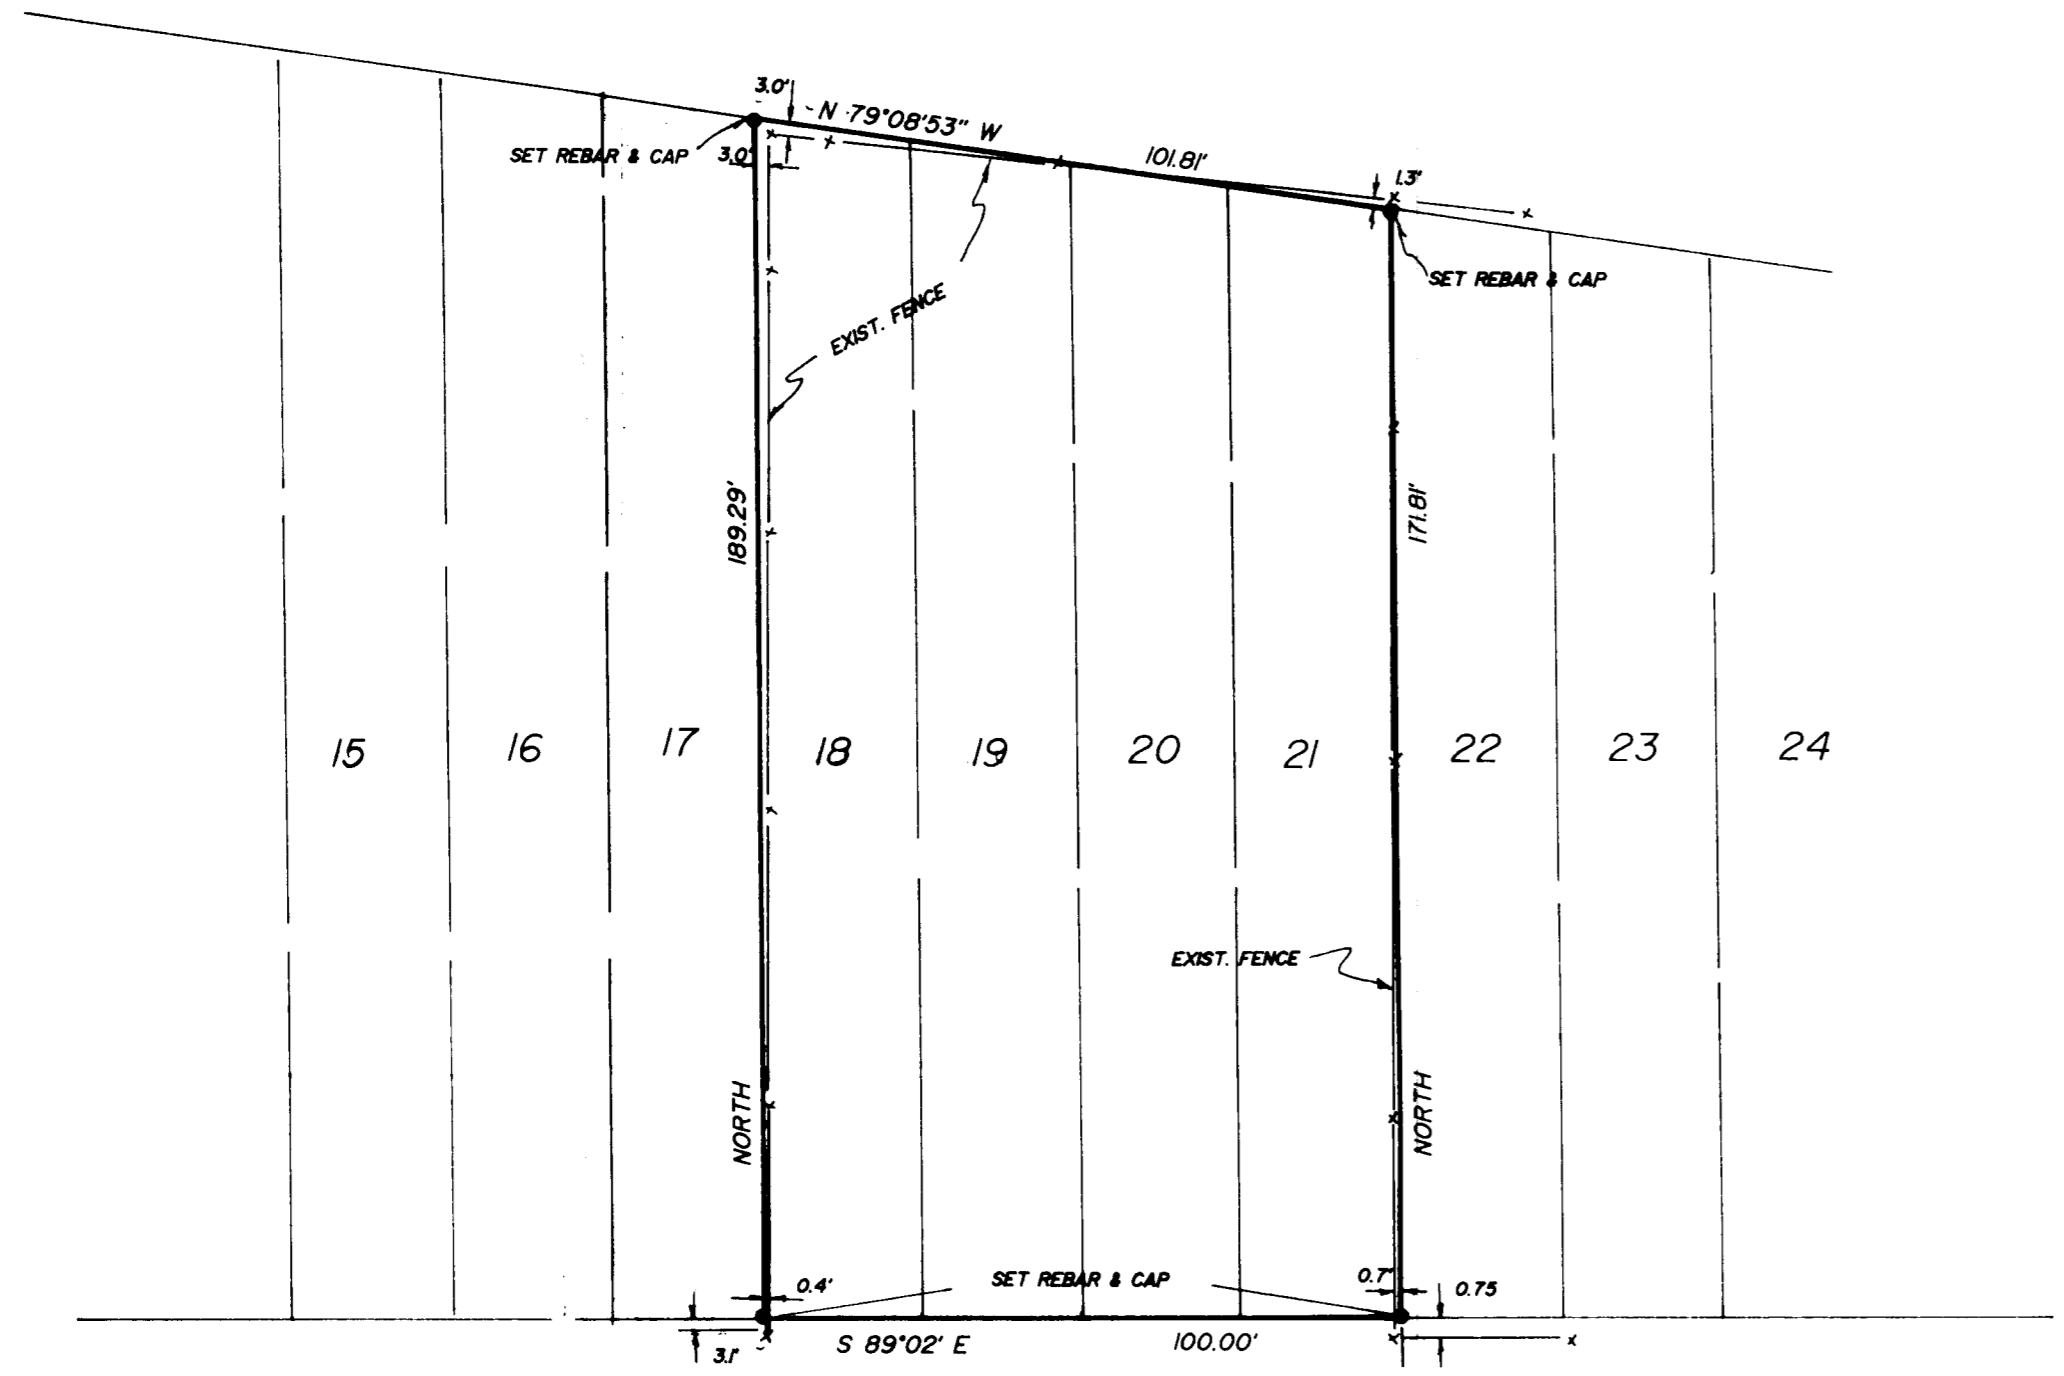 3.0'
N 79°08'53" W
SET REBAR & CAP
3.0'
101.81'
1.3'
SET REBAR & CAP
EXIST. FENCE
189.29'
171.81'
15
16
17
18
19
20
21
22
23
24
EXIST. FENCE
NORTH
NORTH
0.4'
SET REBAR & CAP
0.7'
0.75
3.1'
S 89°02' E
100.00'